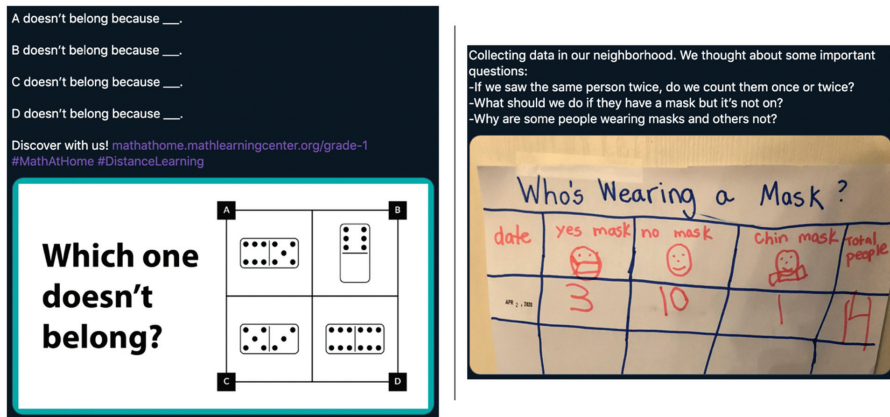 A doesn't belong because ___.
B doesn't belong because ___.
C doesn't belong because ___.
D doesn't belong because ___.
Discover with us! mathathome.mathlearningcenter.org/grade-1
#MathAtHome #DistanceLearning
Which one
doesn't
belong?
A
B
C
D
Collecting data in our neighborhood. We thought about some important
questions:
-If we saw the same person twice, do we count them once or twice?
-What should we do if they have a mask but it's not on?
-Why are some people wearing masks and others not?
Who's Wearing a Mask?
date
yes mask
no mask
chin mask
Total
people
APR 2, 2020
3
10
1
14